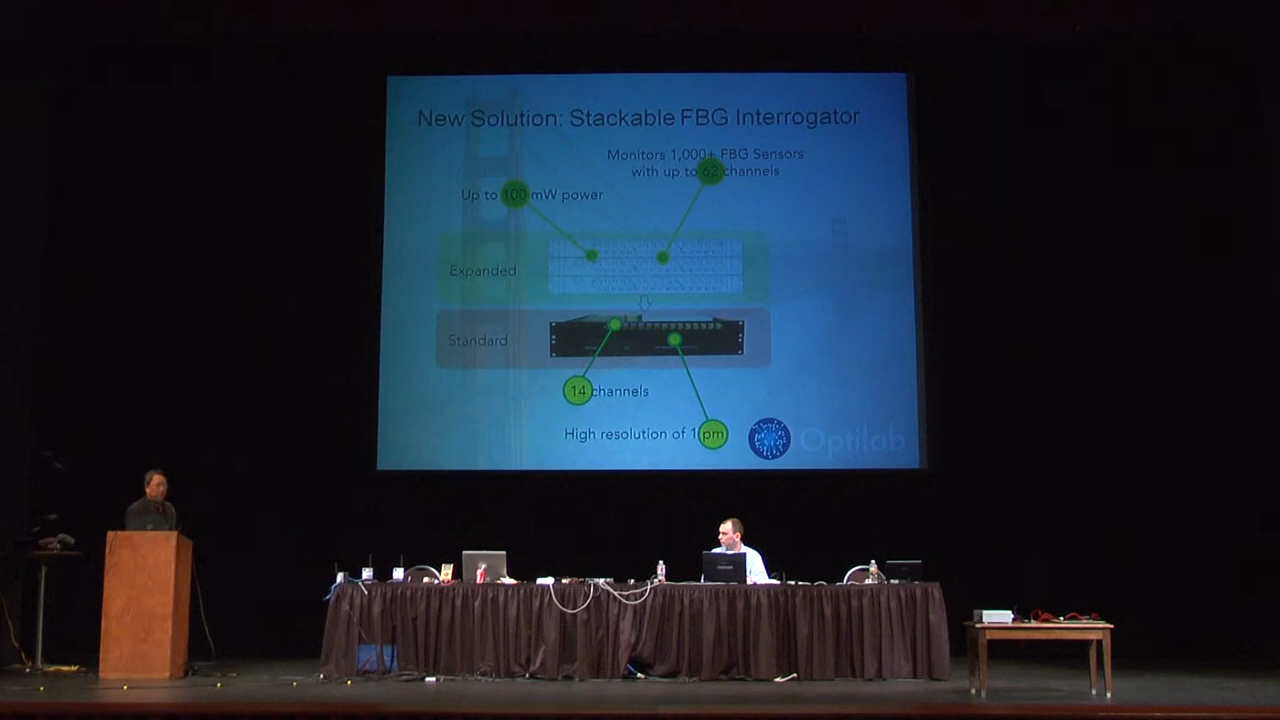 New Solution: Stackable FBG Interrogator
Monitors 1,000+ FBG Sensors
with up to 62 channels
Up to 100 mW power
Expanded
Standard
14 channels
High resolution of 1 pm
Optilab